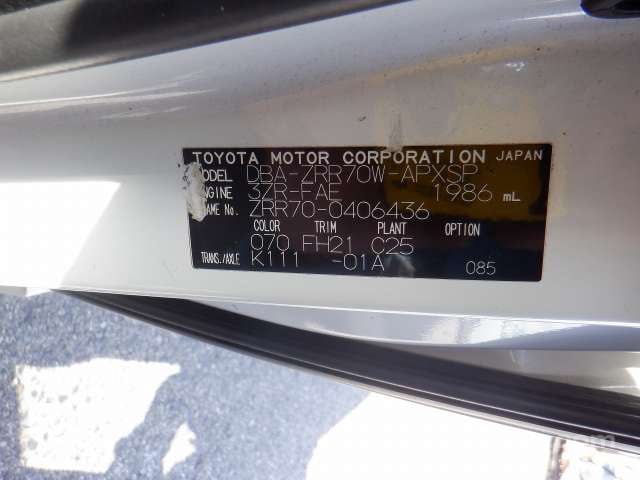 TOYOTA MOTOR CORPORATION JAPAN
MODEL DBA-ZRR70W-APXSP
ENGINE 3ZR-FAE 1986 mL
FRAME No. ZRR70-0406436
COLOR TRIM PLANT OPTION
070 FH21 C25
TRANS./AXLE K111 -01A 085